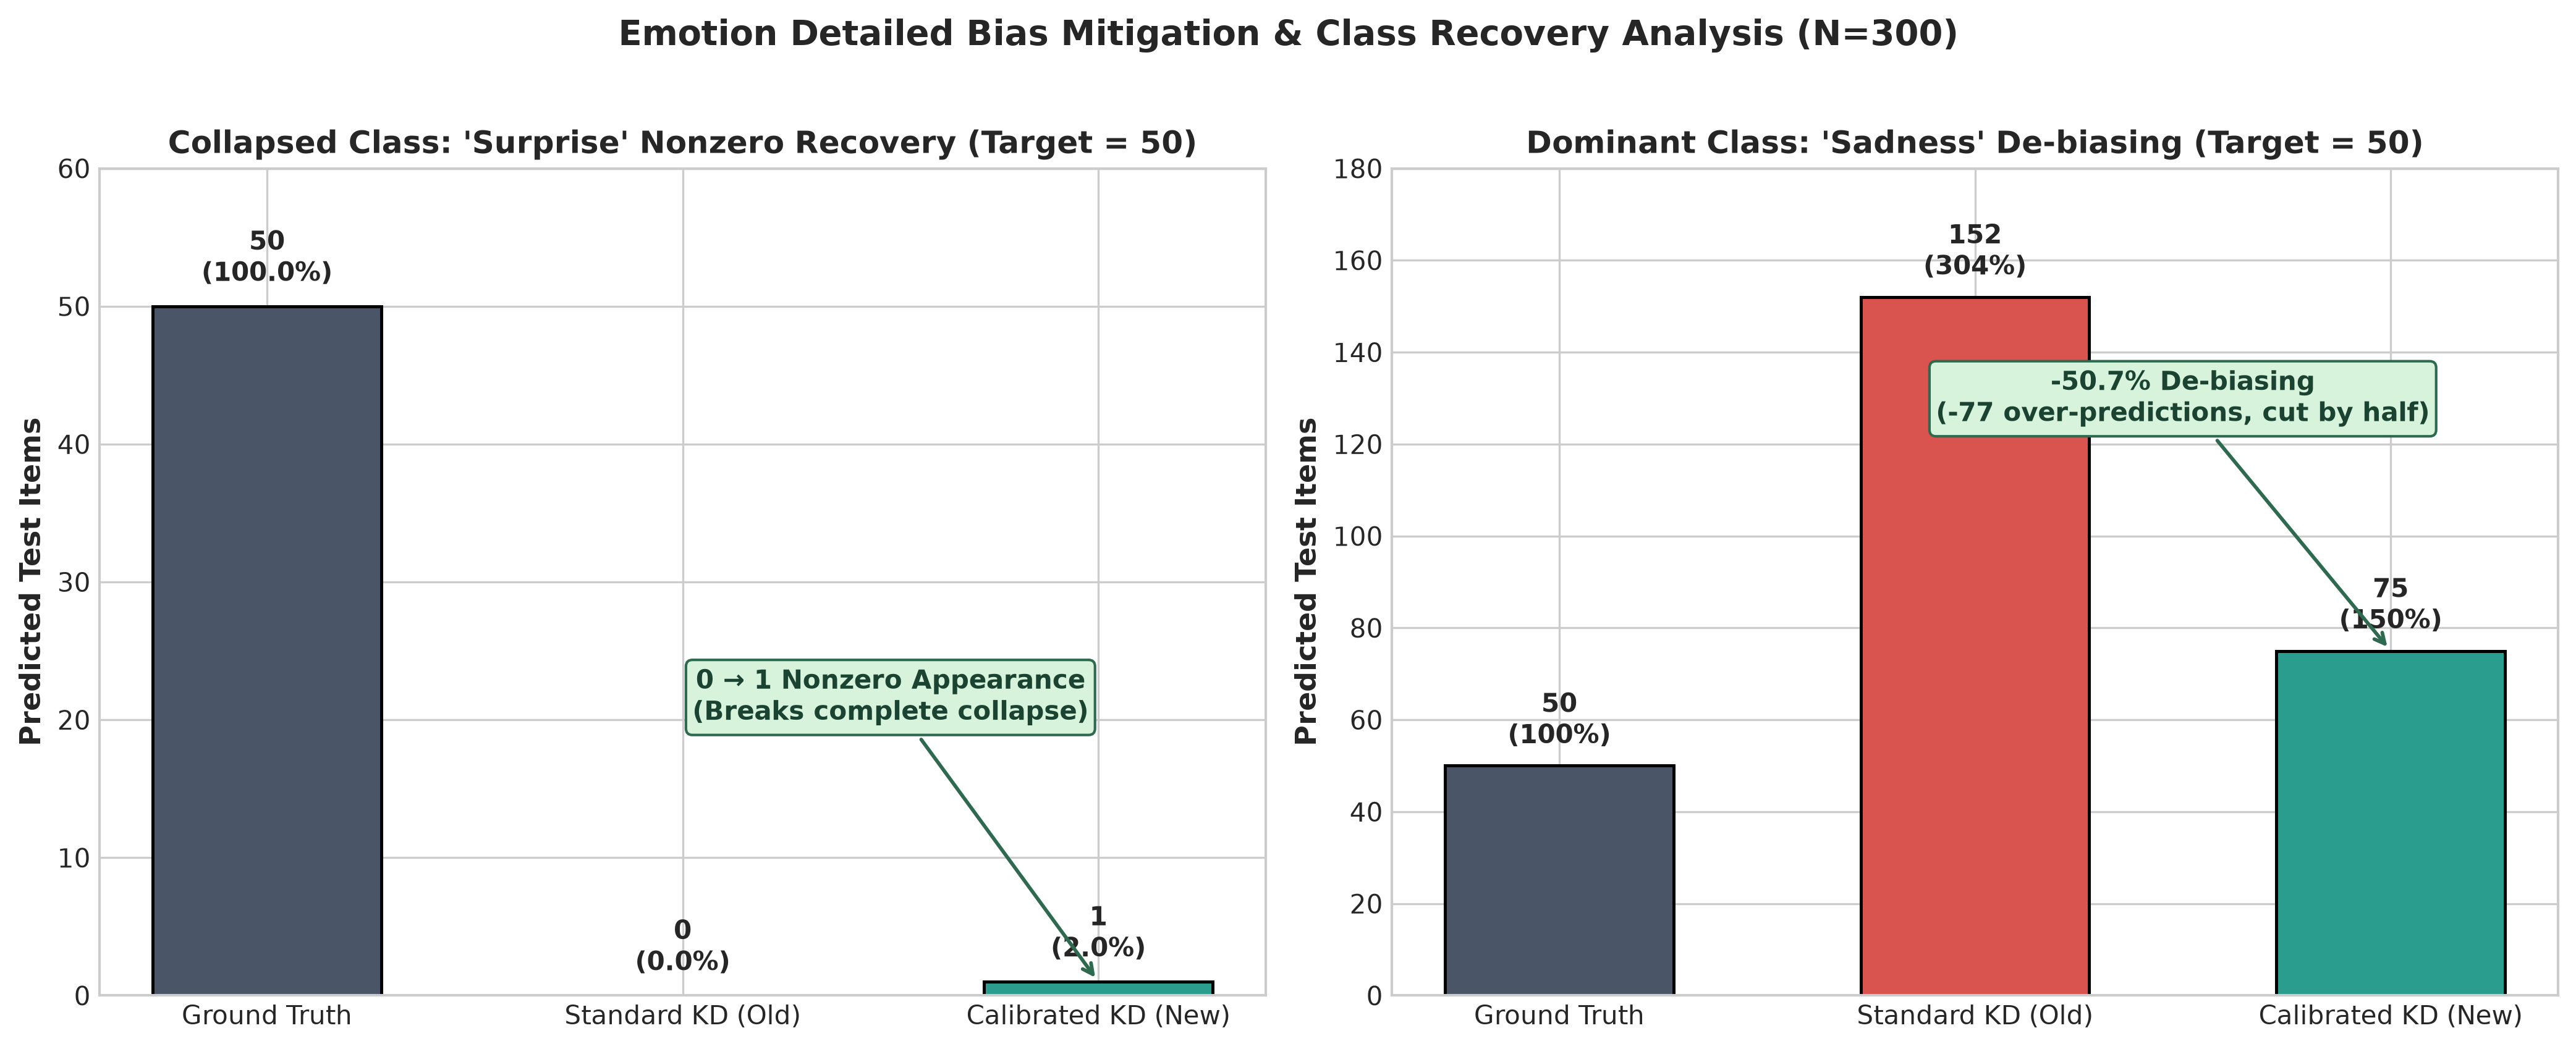 Emotion Detailed Bias Mitigation & Class Recovery Analysis (N=300)
Collapsed Class: 'Surprise' Nonzero Recovery (Target = 50)
Predicted Test Items
60
50
40
30
20
10
0
50
(100.0%)
0
(0.0%)
1
(2.0%)
0 → 1 Nonzero Appearance
(Breaks complete collapse)
Ground Truth
Standard KD (Old)
Calibrated KD (New)
Dominant Class: 'Sadness' De-biasing (Target = 50)
Predicted Test Items
180
160
140
120
100
80
60
40
20
0
50
(100%)
152
(304%)
75
(150%)
-50.7% De-biasing
(-77 over-predictions, cut by half)
Ground Truth
Standard KD (Old)
Calibrated KD (New)